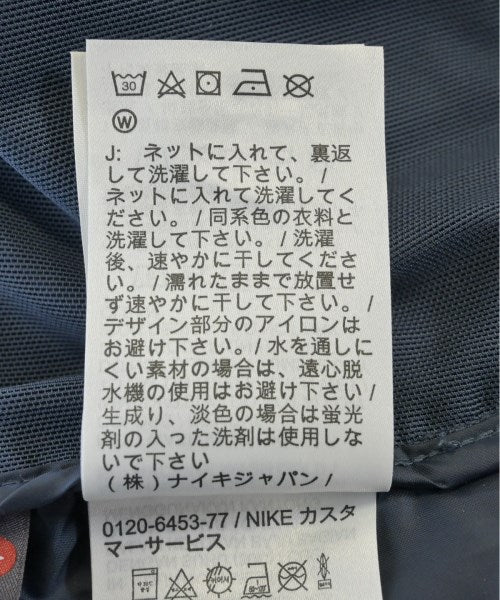 30
W
J: ネットに入れて、裏返
して洗濯して下さい。/
ネットに入れて洗濯してく
ださい。/ 同系色の衣料と
洗濯して下さい。/ 洗濯
後、速やかに干してくださ
い。/ 濡れたままで放置せ
ず速やかに干して下さい。/
デザイン部分のアイロンは
お避け下さい。/ 水を通しに
くい素材の場合は、遠心脱
水機の使用はお避け下さい /
生成り、淡色の場合は蛍光
剤の入った洗剤は使用しな
いで下さい
(株) ナイキジャパン /
0120-6453-77 / NIKE カスタ
マーサービス